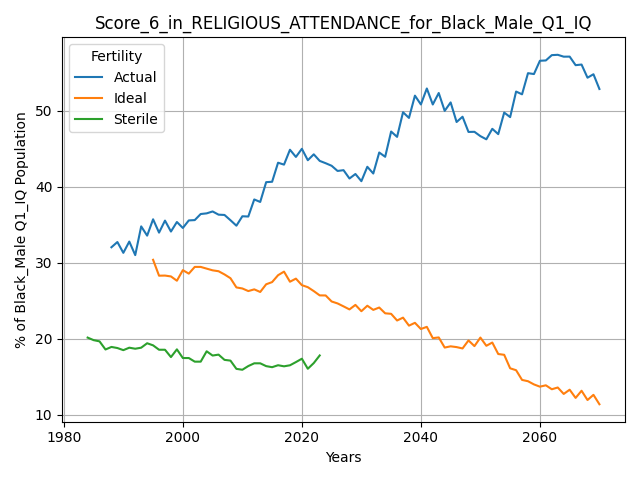 Score_6_in_RELIGIOUS_ATTENDANCE_for_Black_Male_Q1_IQ
Fertility
Actual
Ideal
Sterile
% of Black_Male Q1_IQ Population
50
40
30
20
10
1980
2000
2020
2040
2060
Years